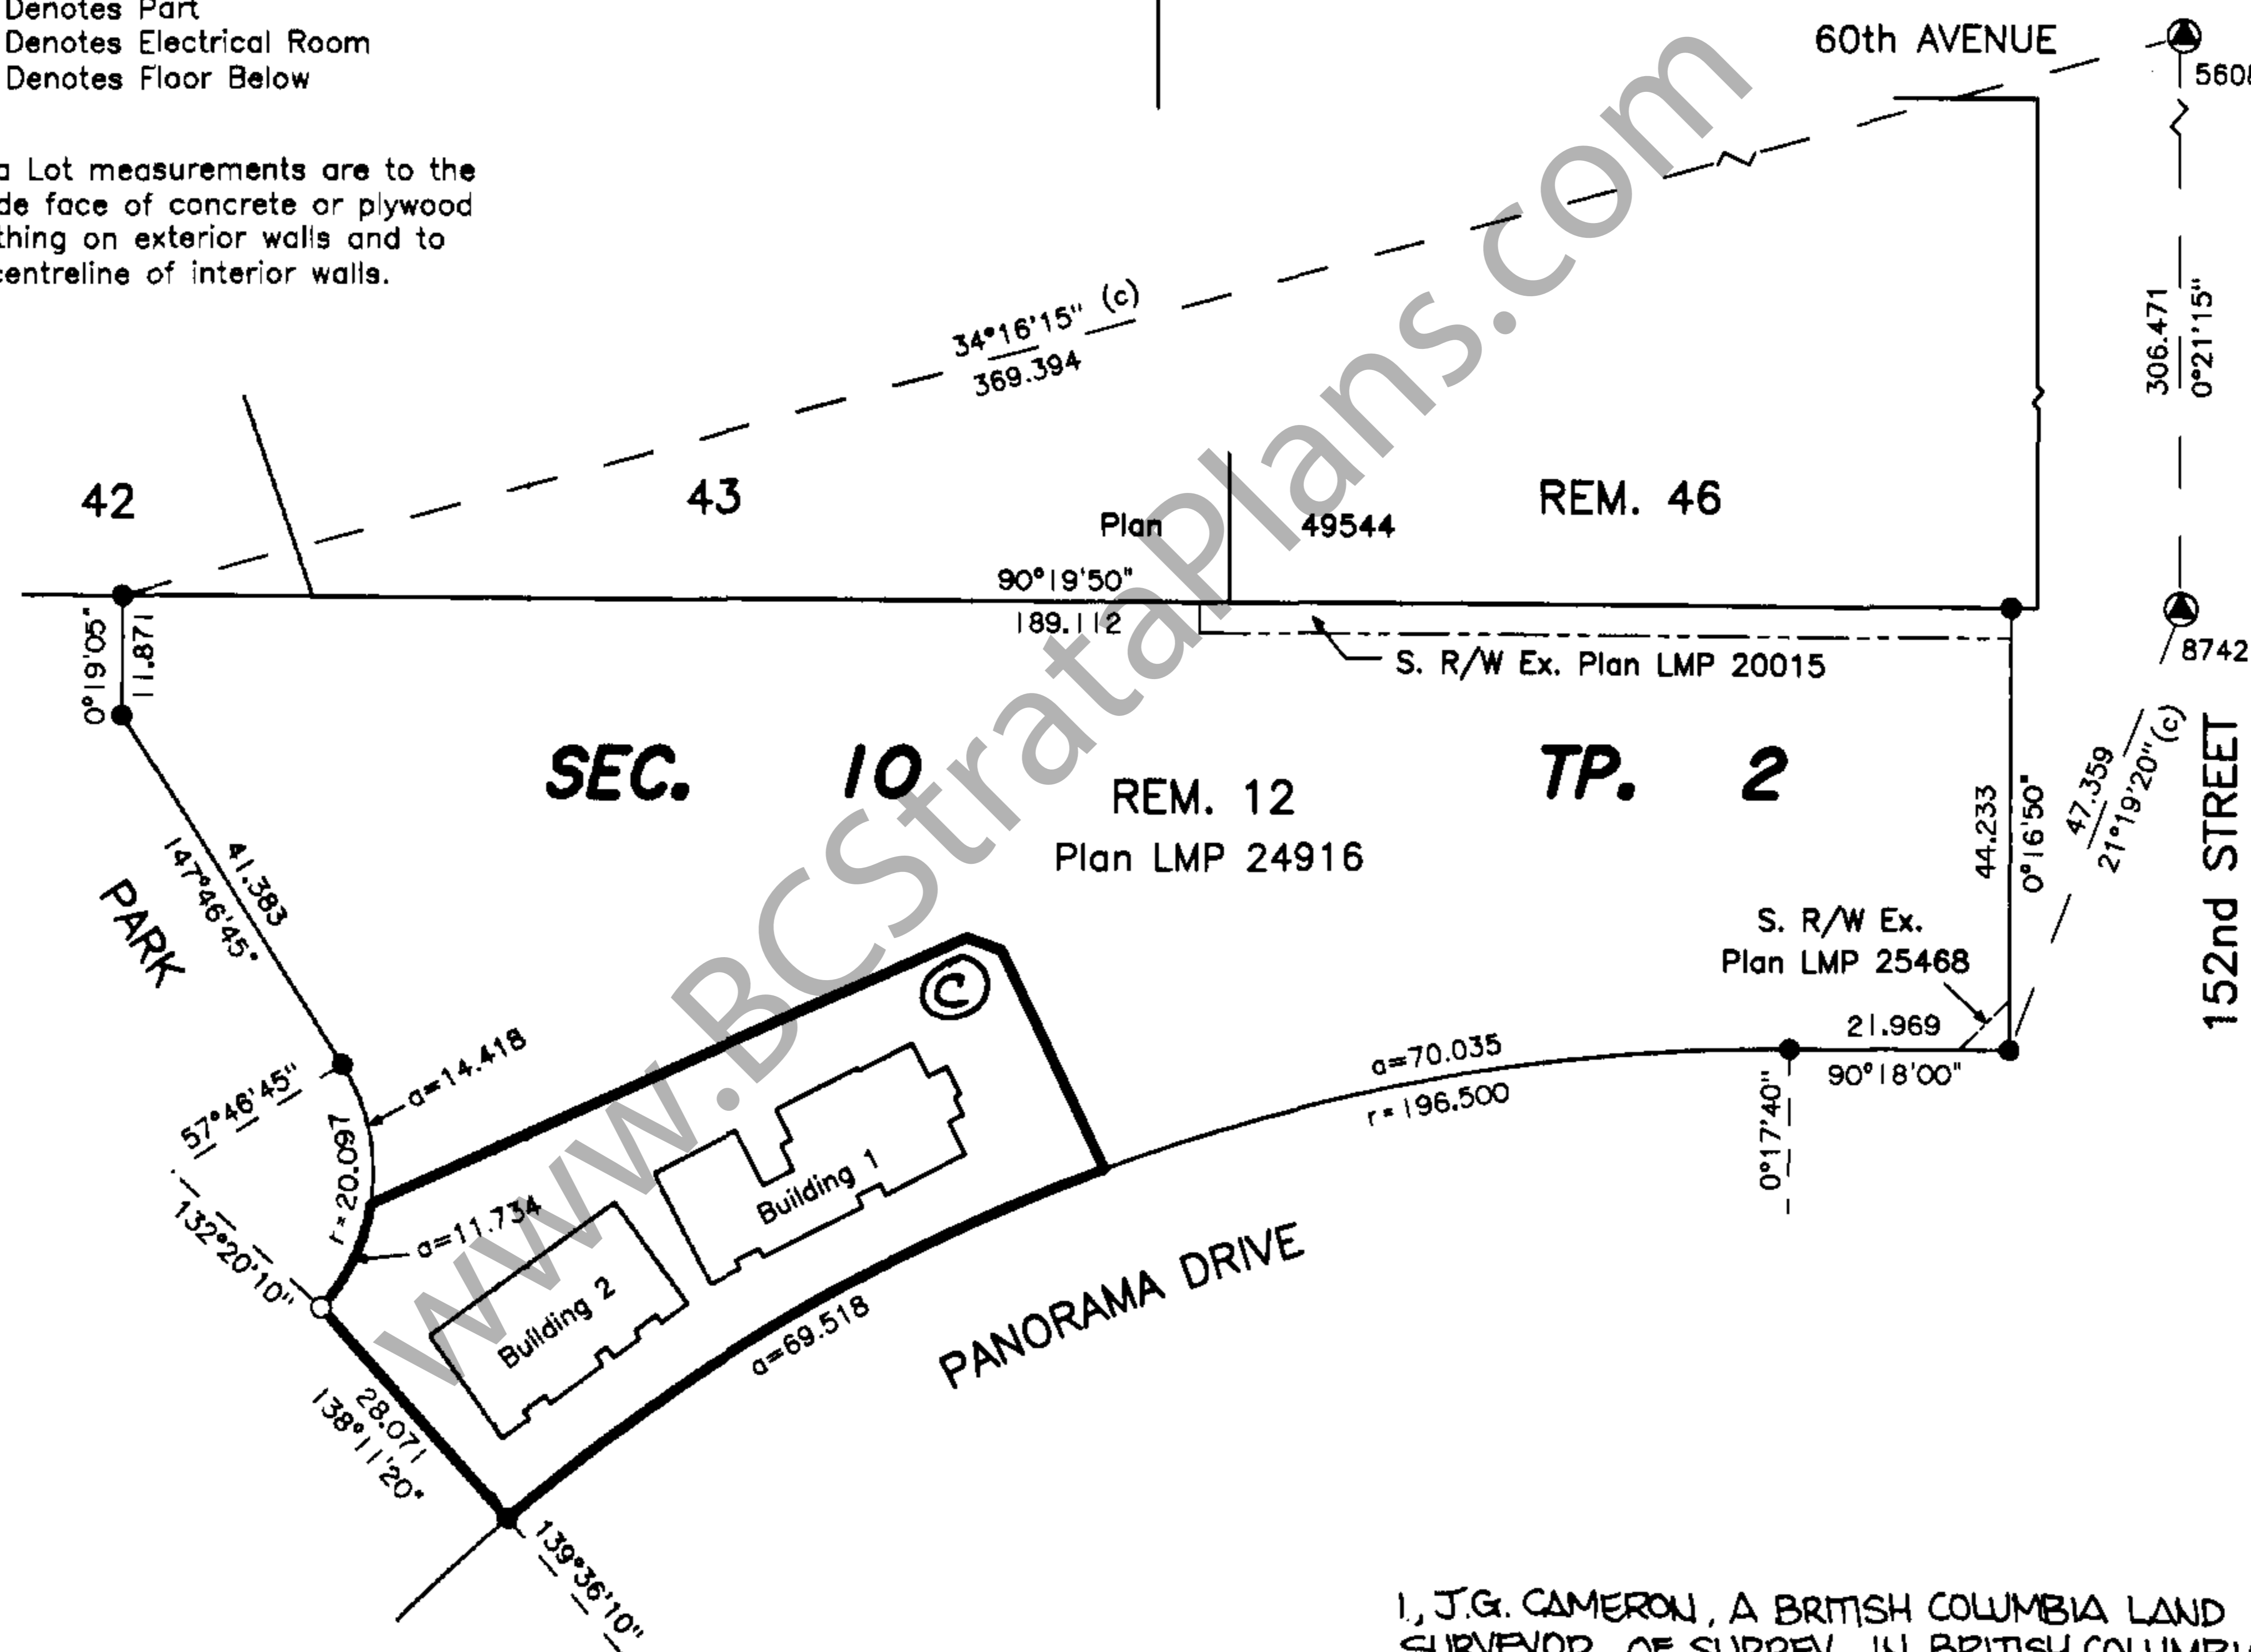 Denotes Part
Denotes Electrical Room
Denotes Floor Below
Lot measurements are to the
face of concrete or plywood
on exterior walls and to
centreline of interior walls.
60th AVENUE
34°16'15" (c)
369.394
306.471
0°21'15"
42
43
REM. 46
Plan 49544
90°19'50"
189.112
S. R/W Ex. Plan LMP 20015
8742
0°19'05"
11.871
SEC. 10
TP. 2
REM. 12
Plan LMP 24916
152nd STREET
47.359
21°19'20" (c)
44.233
0°16'50"
41.383
147°46'45"
PARK
S. R/W Ex.
Plan LMP 25468
21.969
90°18'00"
©
a=14.418
57°46'45"
r=20.097
a=70.035
r=196.500
0°17'40"
132°20'10"
a=11.734
Building 1
Building 2
a=69.518
PANORAMA DRIVE
28.071
138°11'20"
139°36'10"
I, J.G. CAMERON, A BRITISH COLUMBIA LAND
SURVEYOR, OF SURREY, IN BRITISH
www.BCStrataPlans.com